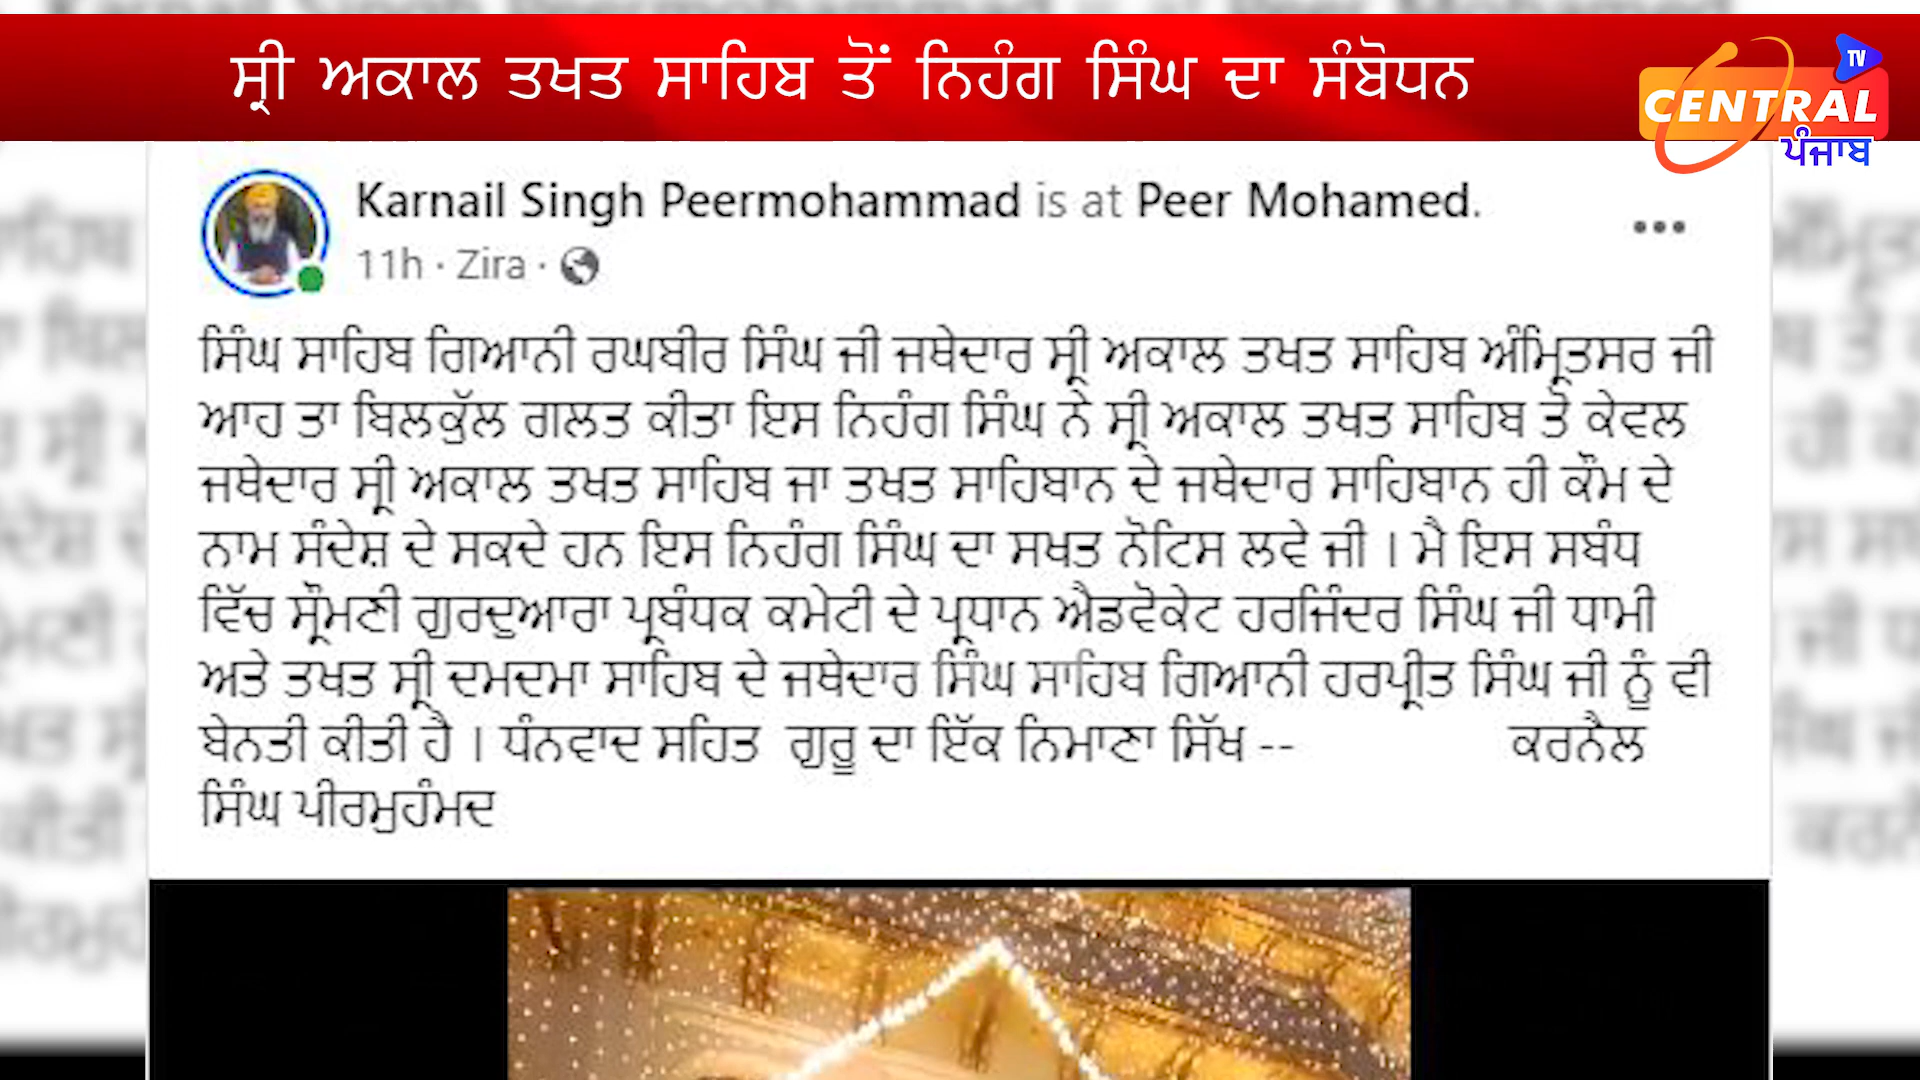 ਸ੍ਰੀ ਅਕਾਲ ਤਖਤ ਸਾਹਿਬ ਤੋਂ ਨਿਹੰਗ ਸਿੰਘ ਦਾ ਸੰਬੋਧਨ
TV
CENTRAL
ਪੰਜਾਬ
Karnail Singh Peermohammad is at Peer Mohamed.
11h · Zira ·
ਸਿੰਘ ਸਾਹਿਬ ਗਿਆਨੀ ਰਘਬੀਰ ਸਿੰਘ ਜੀ ਜਥੇਦਾਰ ਸ੍ਰੀ ਅਕਾਲ ਤਖਤ ਸਾਹਿਬ ਅੰਮ੍ਰਿਤਸਰ ਜੀ
ਆਹ ਤਾ ਬਿਲਕੁੱਲ ਗਲਤ ਕੀਤਾ ਇਸ ਨਿਹੰਗ ਸਿੰਘ ਨੇ ਸ੍ਰੀ ਅਕਾਲ ਤਖਤ ਸਾਹਿਬ ਤੋ ਕੇਵਲ
ਜਥੇਦਾਰ ਸ੍ਰੀ ਅਕਾਲ ਤਖਤ ਸਾਹਿਬ ਜਾ ਤਖਤ ਸਾਹਿਬਾਨ ਦੇ ਜਥੇਦਾਰ ਸਾਹਿਬਾਨ ਹੀ ਕੌਮ ਦੇ
ਨਾਮ ਸੰਦੇਸ਼ ਦੇ ਸਕਦੇ ਹਨ ਇਸ ਨਿਹੰਗ ਸਿੰਘ ਦਾ ਸਖਤ ਨੋਟਿਸ ਲਵੋ ਜੀ । ਮੈ ਇਸ ਸਬੰਧ
ਵਿੱਚ ਸ੍ਰੌਮਣੀ ਗੁਰਦੁਆਰਾ ਪ੍ਰਬੰਧਕ ਕਮੇਟੀ ਦੇ ਪ੍ਰਧਾਨ ਐਡਵੋਕੇਟ ਹਰਜਿੰਦਰ ਸਿੰਘ ਜੀ ਧਾਮੀ
ਅਤੇ ਤਖਤ ਸ੍ਰੀ ਦਮਦਮਾ ਸਾਹਿਬ ਦੇ ਜਥੇਦਾਰ ਸਿੰਘ ਸਾਹਿਬ ਗਿਆਨੀ ਹਰਪ੍ਰੀਤ ਸਿੰਘ ਜੀ ਨੂੰ ਵੀ
ਬੇਨਤੀ ਕੀਤੀ ਹੈ । ਧੰਨਵਾਦ ਸਹਿਤ ਗੁਰੂ ਦਾ ਇੱਕ ਨਿਮਾਣਾ ਸਿੱਖ -- ਕਰਨੈਲ
ਸਿੰਘ ਪੀਰਮੁਹੰਮਦ